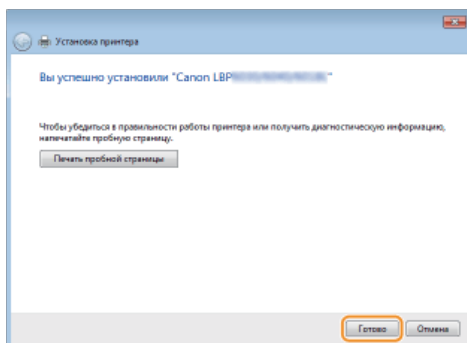 Установка принтера
Вы успешно установили "Canon LBP "
Чтобы убедиться в правильности работы принтера или получить диагностическую информацию,
напечатайте пробную страницу.
Печать пробной страницы
Готово Отмена